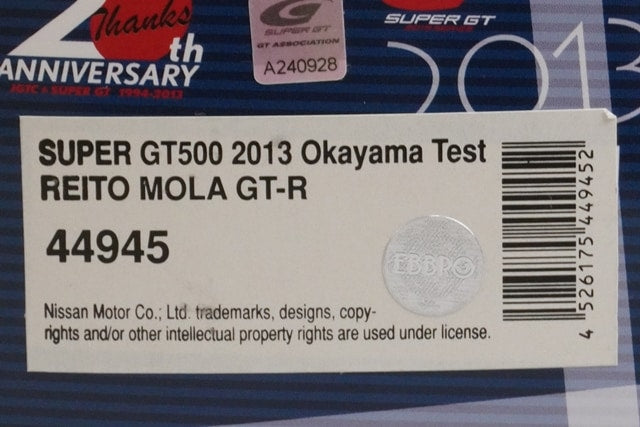 2 Thanks
th
ANNIVERSARY
JGTC & SUPER GT 1994-2013
SUPER GT
GT ASSOCIATION
A240928
SUPER GT
2013
SUPER GT500 2013 Okayama Test
REITO MOLA GT-R
44945
EBBRO
Nissan Motor Co.; Ltd. trademarks, designs, copy-
rights and/or other intellectual property rights are used under license.
4 526175 449452